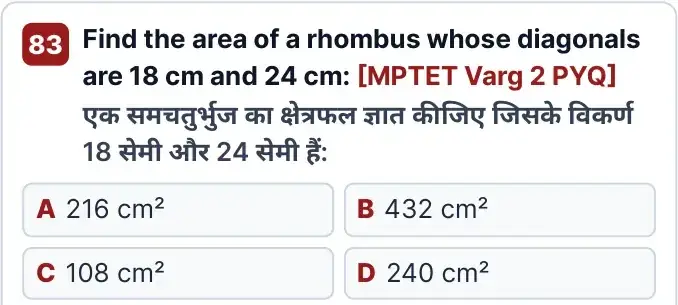 83 Find the area of a rhombus whose diagonals
are 18 cm and 24 cm: [MPTET Varg 2 PYQ]
एक समचतुर्भुज का क्षेत्रफल ज्ञात कीजिए जिसके विकर्ण
18 सेमी और 24 सेमी हैं:
A 216 cm² B 432 cm²
C 108 cm² D 240 cm²